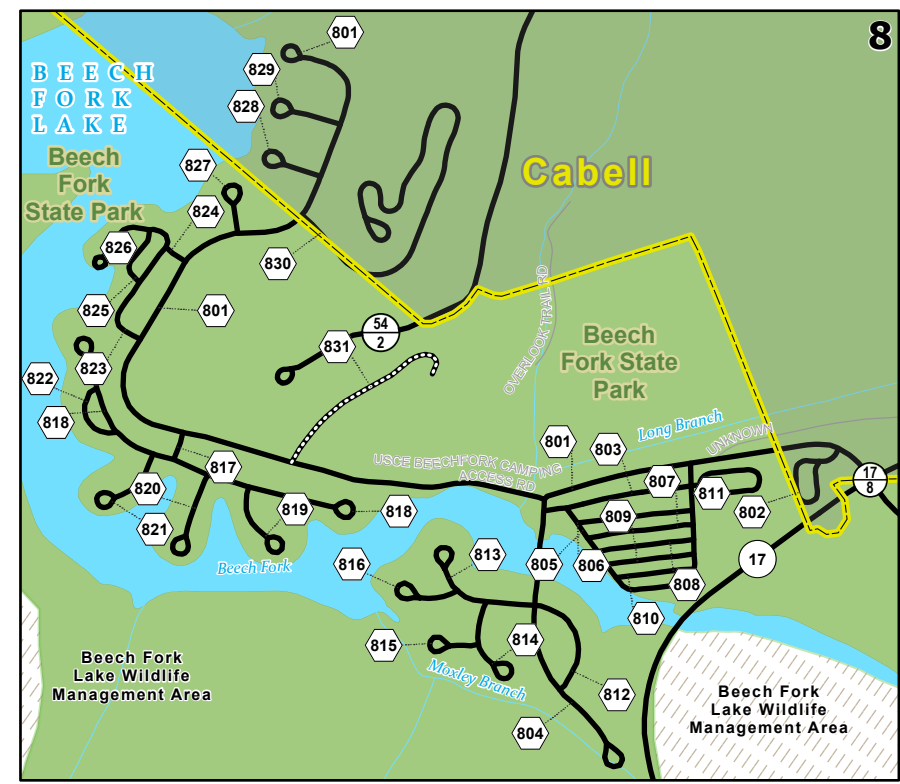 8
801
829
828
BEECH
FORK
LAKE
Beech
Fork
State Park
827
824
Cabell
826
830
825
801
54
2
831
OVERLOOK TRAIL RD
Beech
Fork State
Park
823
822
818
817
USCE BEECHFORK CAMPING
ACCESS RD
801
803
Long Branch
UNKNOWN
807
811
802
17
8
820
821
819
818
809
805
806
17
808
810
Beech Fork
816
813
815
814
Moxley Branch
812
804
Beech Fork
Lake Wildlife
Management Area
Beech Fork
Lake Wildlife
Management Area